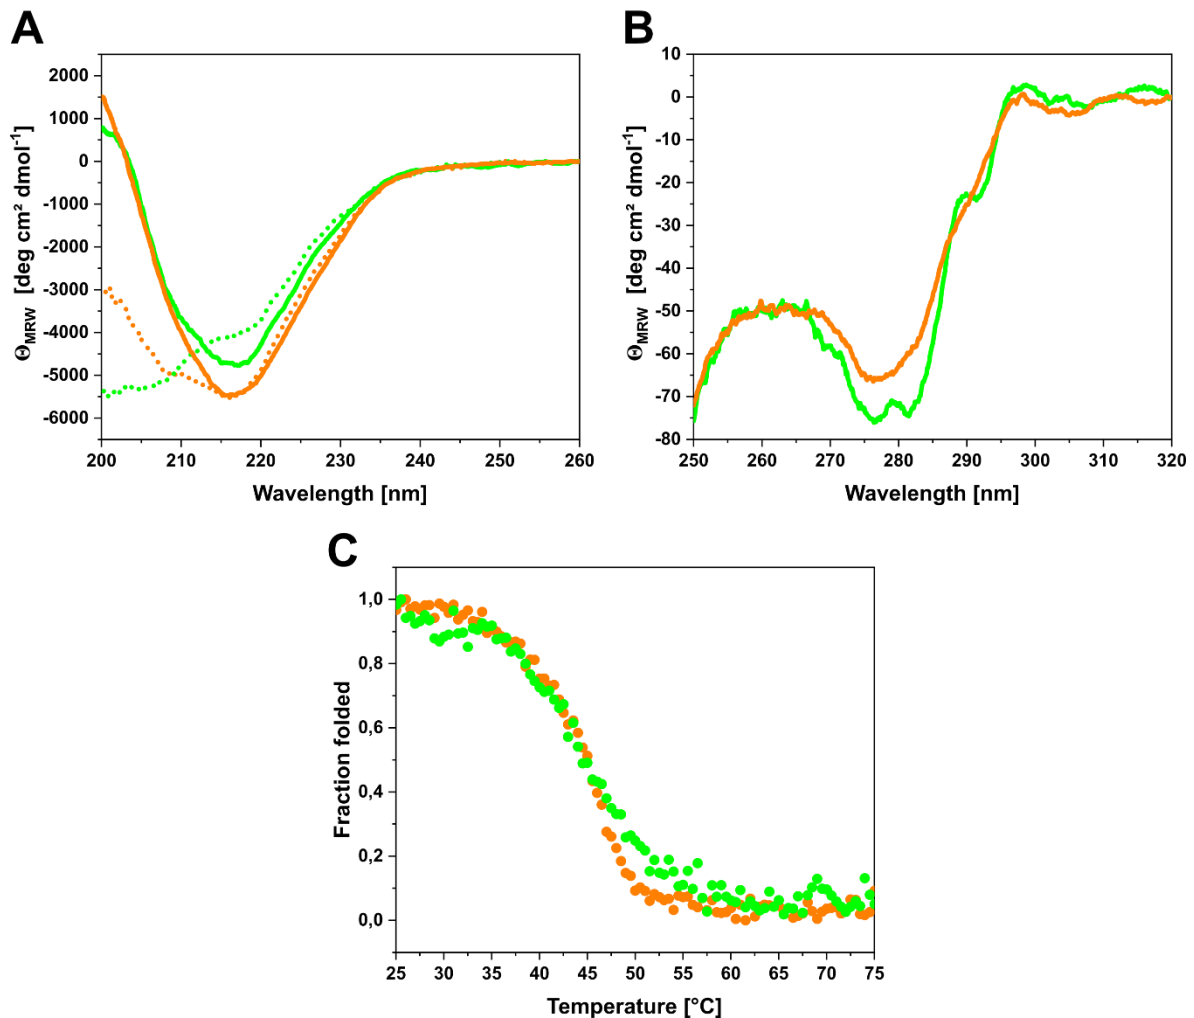 A
2000
1000
0
-1000
-2000
-3000
-4000
-5000
-6000
Θ_MRW [deg cm² dmol⁻¹]
200 210 220 230 240 250 260
Wavelength [nm]
B
10
0
-10
-20
-30
-40
-50
-60
-70
-80
Θ_MRW [deg cm² dmol⁻¹]
250 260 270 280 290 300 310 320
Wavelength [nm]
C
1,0
0,8
0,6
0,4
0,2
0,0
Fraction folded
25 30 35 40 45 50 55 60 65 70 75
Temperature [°C]